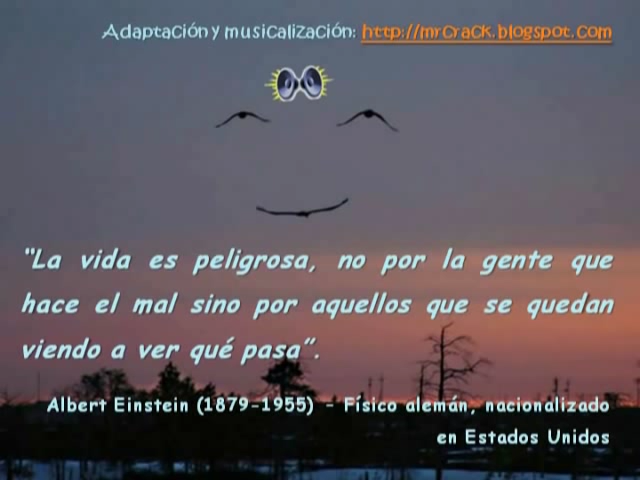 Adaptación y musicalización: http://mrcrack.blogspot.com
“La vida es peligrosa, no por la gente que
hace el mal sino por aquellos que se quedan
viendo a ver qué pasa”.
Albert Einstein (1879-1955) - Físico alemán, nacionalizado
en Estados Unidos